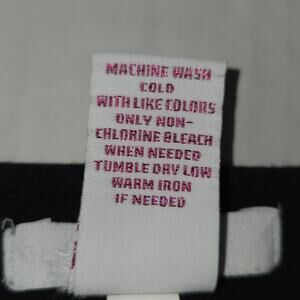 MACHINE WASH
COLD
WITH LIKE COLORS
ONLY NON-
CHLORINE BLEACH
WHEN NEEDED
TUMBLE DRY LOW
WARM IRON
IF NEEDED